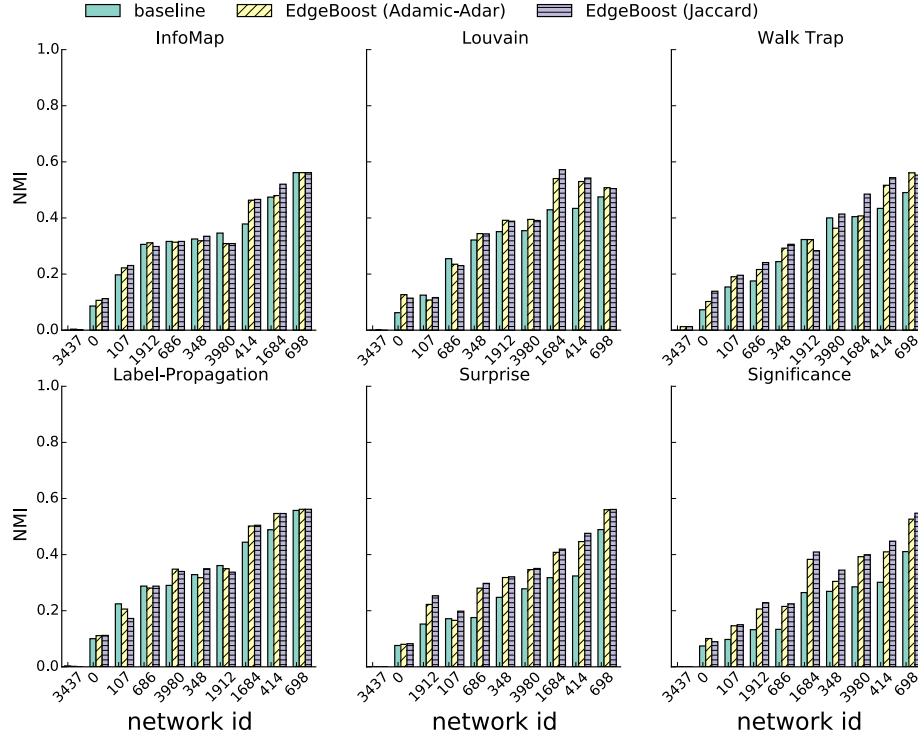 baseline EdgeBoost (Adamic-Adar) EdgeBoost (Jaccard)
InfoMap Louvain Walk Trap
1.0
0.8
0.6
NMI
0.4
0.2
0.0
3437 0 107 1912 686 348 3980 414 1684 698
3437 0 107 686 348 1912 3980 1684 414 698
3437 0 107 686 348 1912 3980 1684 414 698
Label-Propagation Surprise Significance
1.0
0.8
0.6
NMI
0.4
0.2
0.0
3437 0 107 686 3980 348 1912 1684 414 698
3437 0 1912 107 686 348 3980 1684 414 698
3437 0 107 1912 686 1684 348 3980 414 698
network id network id network id